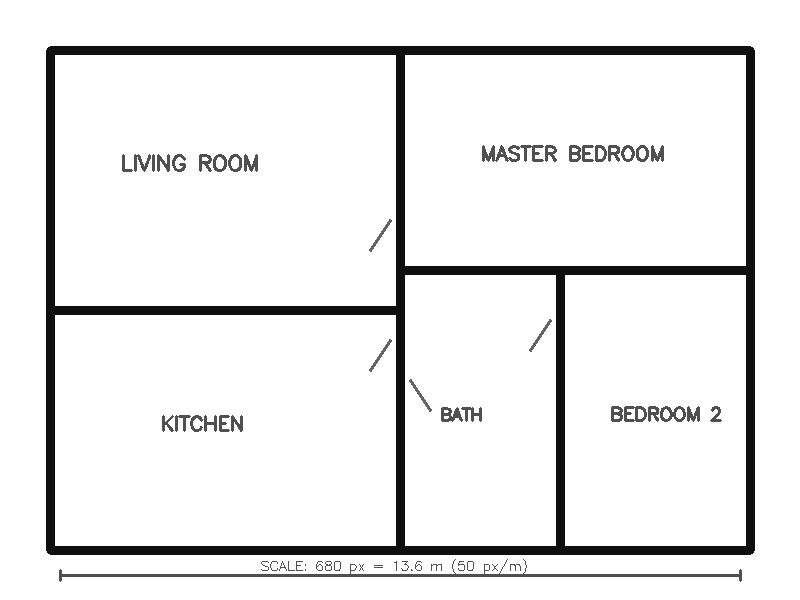 MASTER BEDROOM
LIVING ROOM
BATH
BEDROOM 2
KITCHEN
SCALE: 680 px = 13.6 m (50 px/m)